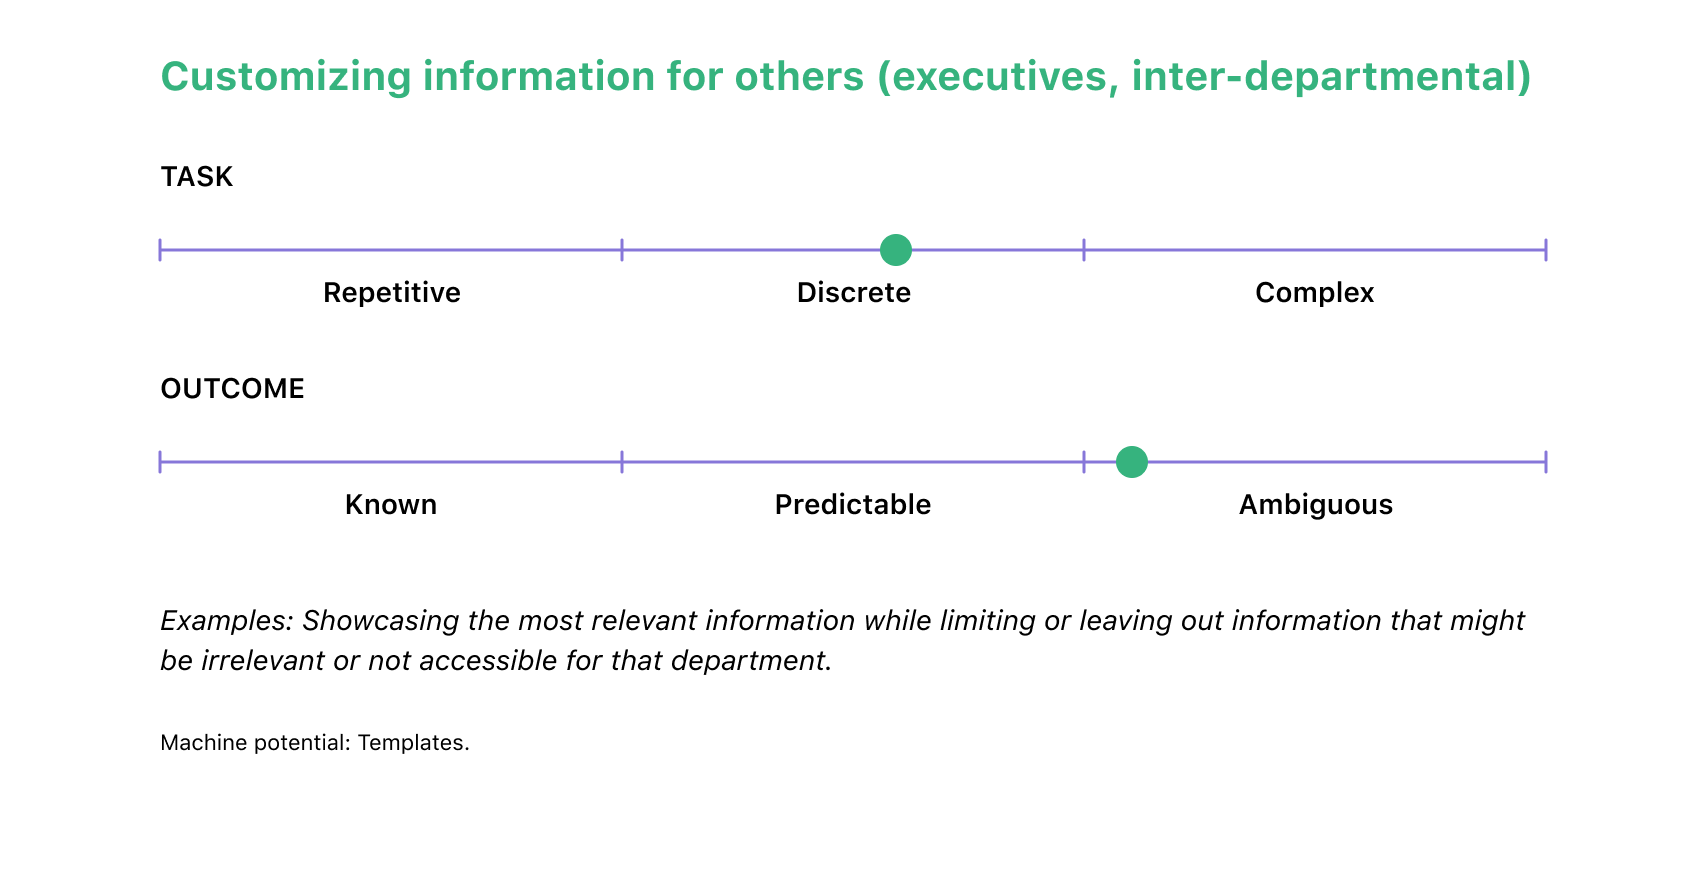 Customizing information for others (executives, inter-departmental)
TASK
Repetitive
Discrete
Complex
OUTCOME
Known
Predictable
Ambiguous
Examples: Showcasing the most relevant information while limiting or leaving out information that might
be irrelevant or not accessible for that department.
Machine potential: Templates.